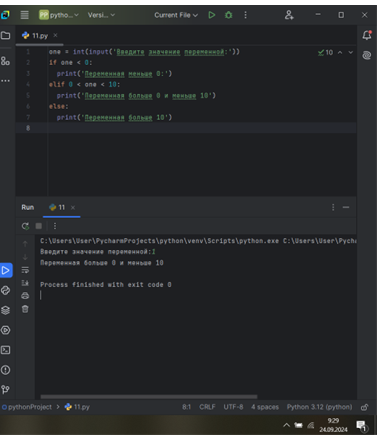 PP pytho... Versi... Current File
11.py
1 one = int(input('Введите значение переменной:'))
10
2 if one < 0:
3 print('Переменная меньше 0:')
4 elif 0 < one < 10:
5 print('Переменная больше 0 и меньше 10')
6 else:
7 print('Переменная больше 10')
8
Run 11
C:\Users\User\PycharmProjects\python\venv\Scripts\python.exe C:\Users\User\Pycha
Введите значение переменной:
Переменная больше 0 и меньше 10
Process finished with exit code 0
pythonProject > 11.py 8:1 CRLF UTF-8 4 spaces Python 3.12 (python)
9:29
24.09.2024